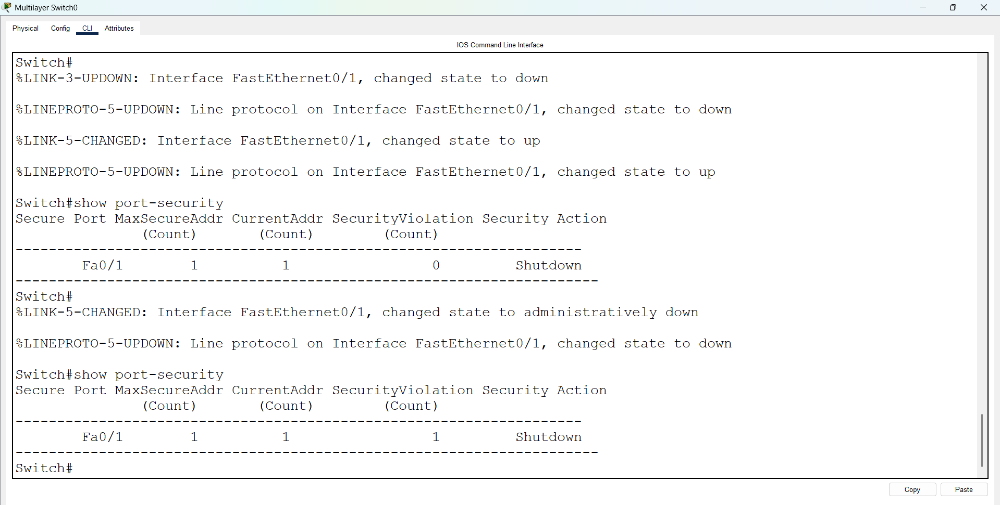 Multilayer Switch0
Physical Config CLI Attributes
IOS Command Line Interface
Switch#
%LINK-3-UPDOWN: Interface FastEthernet0/1, changed state to down
%LINEPROTO-5-UPDOWN: Line protocol on Interface FastEthernet0/1, changed state to down
%LINK-5-CHANGED: Interface FastEthernet0/1, changed state to up
%LINEPROTO-5-UPDOWN: Line protocol on Interface FastEthernet0/1, changed state to up
Switch#show port-security
Secure Port MaxSecureAddr CurrentAddr SecurityViolation Security Action
(Count) (Count) (Count)
--------------------------------------------------------------------
Fa0/1 1 1 0 Shutdown
----------------------------------------------------------------------
Switch#
%LINK-5-CHANGED: Interface FastEthernet0/1, changed state to administratively down
%LINEPROTO-5-UPDOWN: Line protocol on Interface FastEthernet0/1, changed state to down
Switch#show port-security
Secure Port MaxSecureAddr CurrentAddr SecurityViolation Security Action
(Count) (Count) (Count)
--------------------------------------------------------------------
Fa0/1 1 1 1 Shutdown
----------------------------------------------------------------------
Switch#
Copy Paste